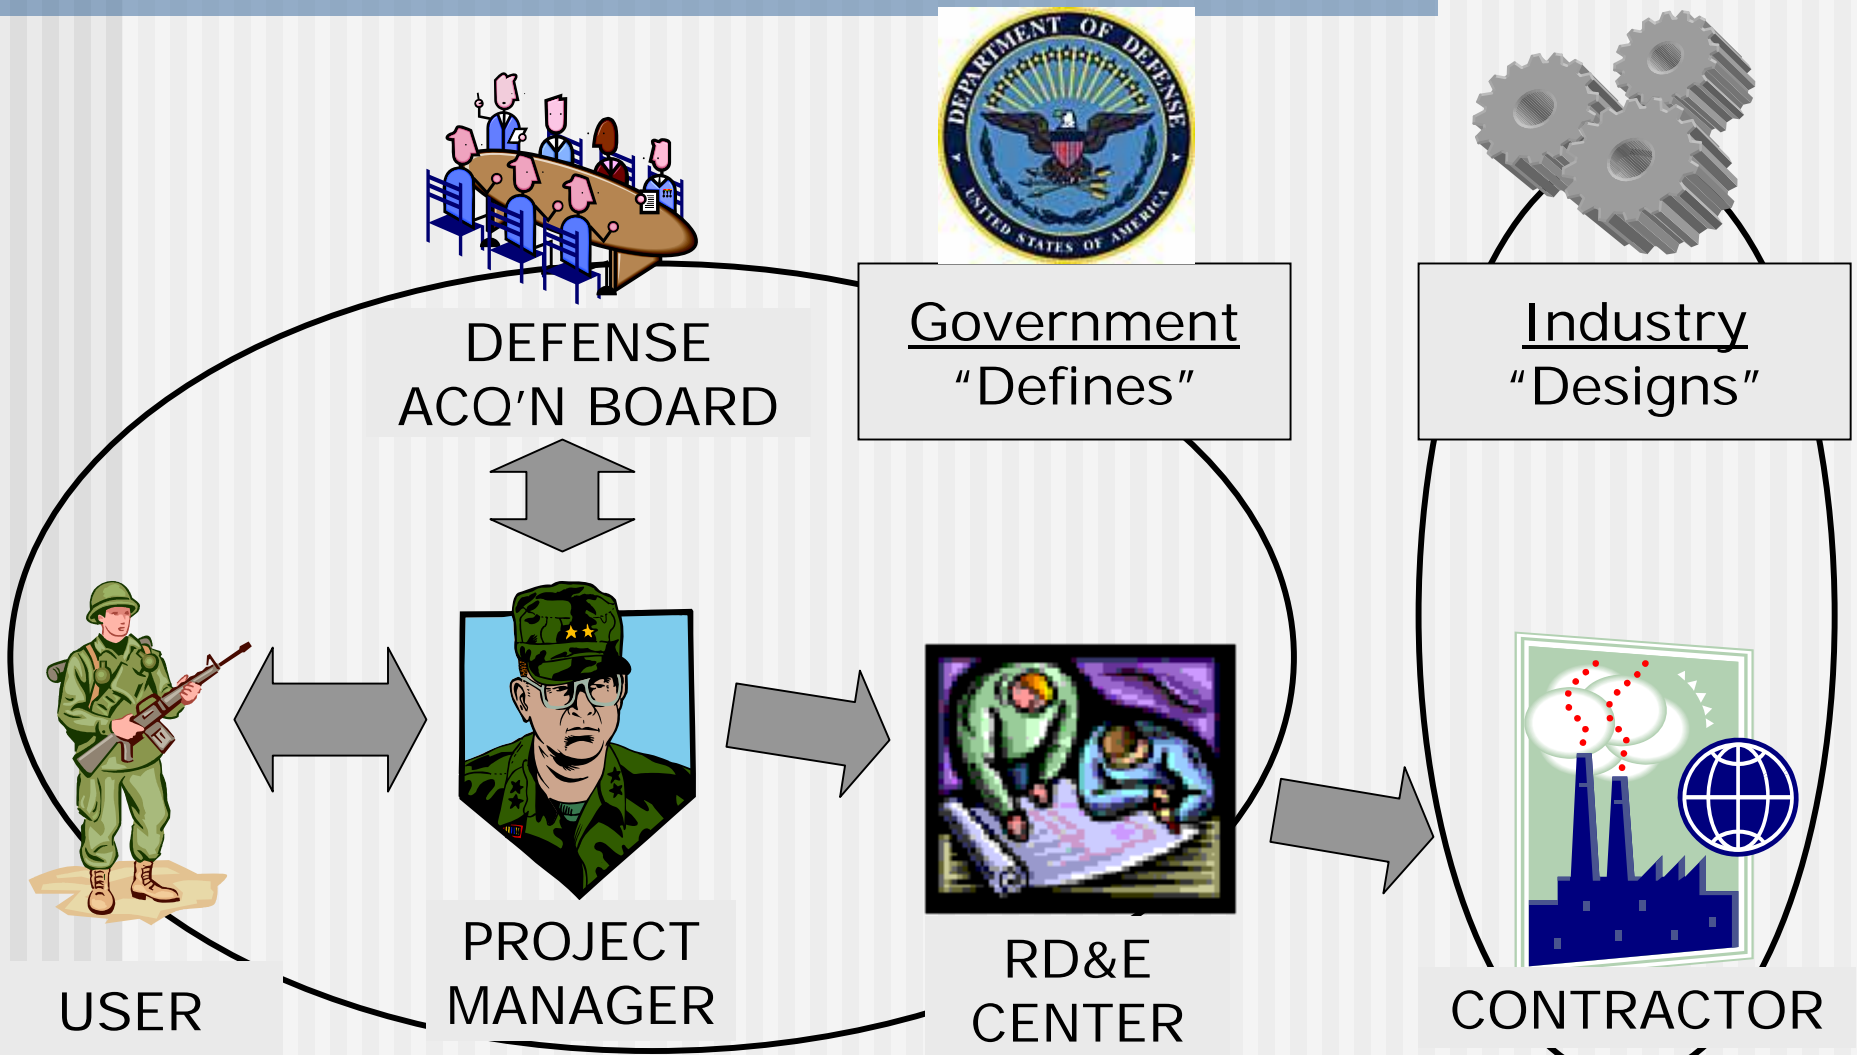 DEPARTMENT OF DEFENSE
UNITED STATES OF AMERICA
DEFENSE
ACQ'N BOARD
Government
“Defines”
Industry
“Designs”
USER
PROJECT
MANAGER
RD&E
CENTER
CONTRACTOR